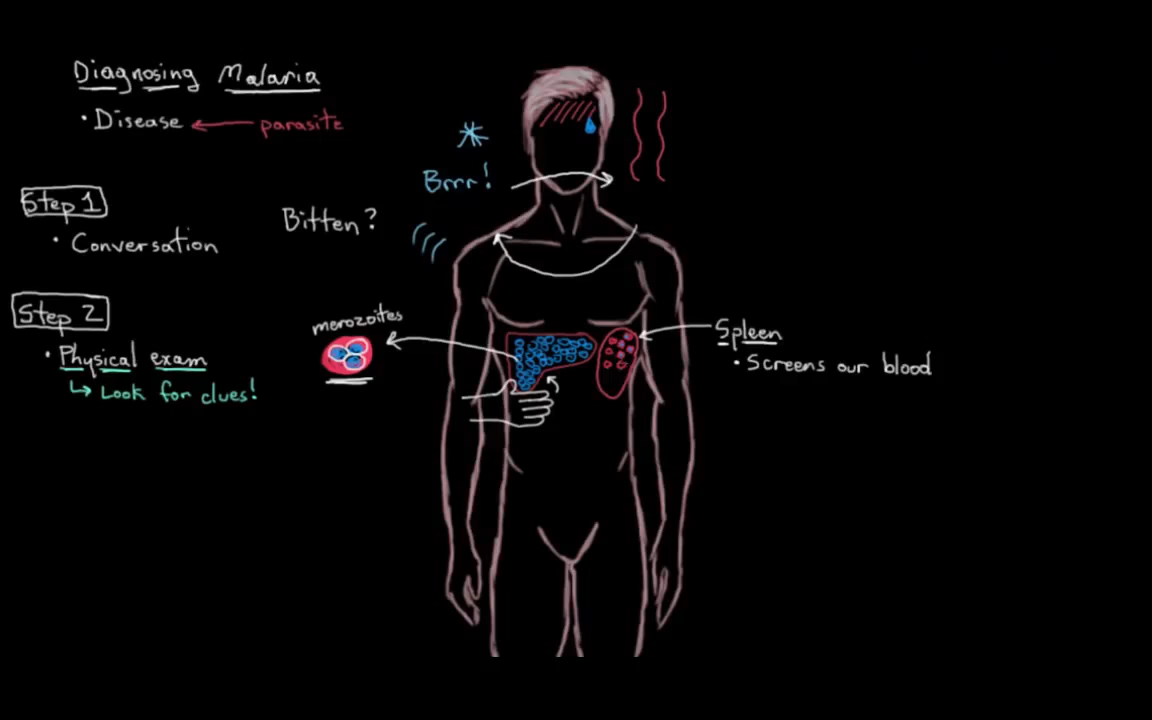 Diagnosing Malaria
• Disease ← parasite
Step 1
• Conversation
Bitten?
Brrr!
Step 2
• Physical exam
↳ Look for clues!
merozoites
Spleen
• Screens our blood